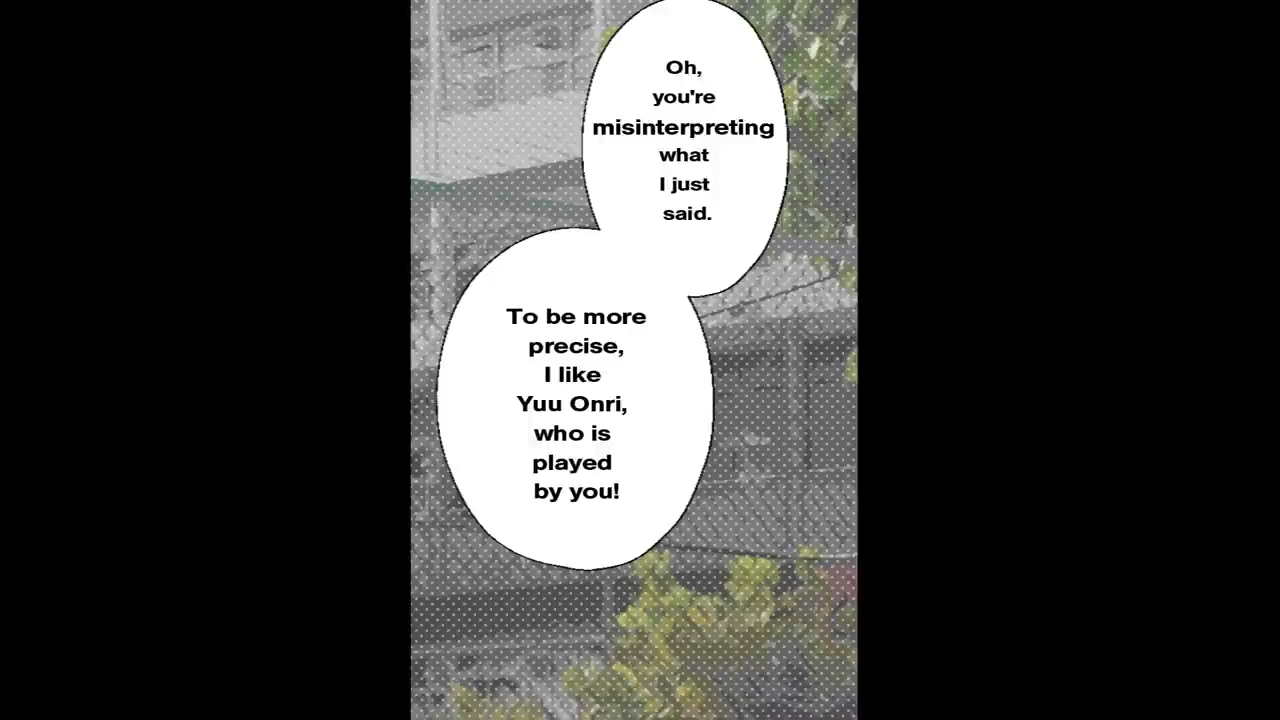 Oh,
you're
misinterpreting
what
I just
said.
To be more
precise,
I like
Yuu Onri,
who is
played
by you!